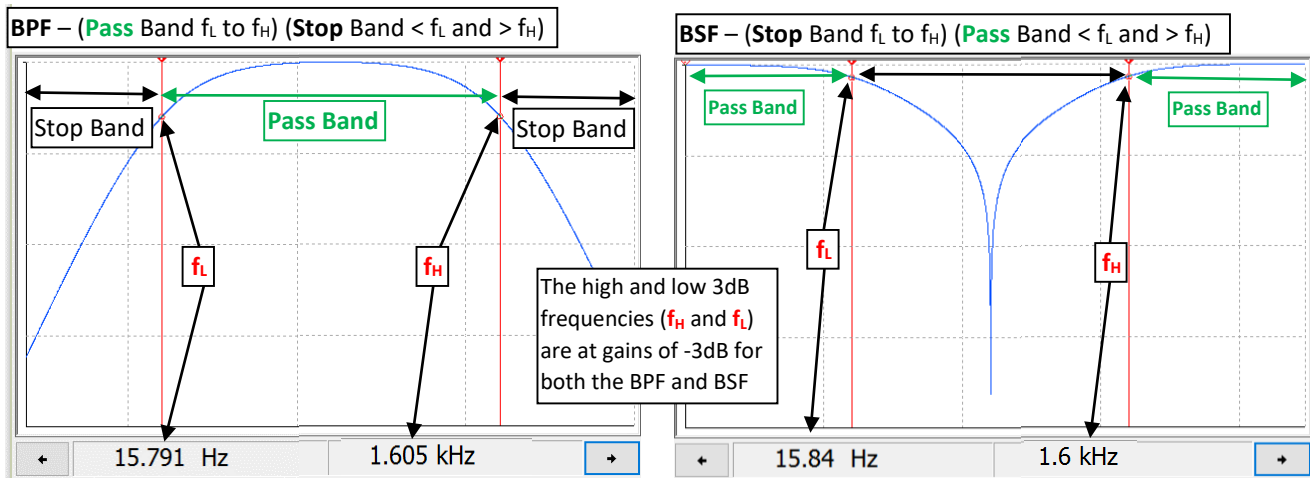 BPF – (Pass Band fL to fH) (Stop Band < fL and > fH)
Stop Band
Pass Band
Stop Band
fL
fH
15.791 Hz
1.605 kHz
The high and low 3dB
frequencies (fH and fL)
are at gains of -3dB for
both the BPF and BSF
BSF – (Stop Band fL to fH) (Pass Band < fL and > fH)
Pass Band
Pass Band
fL
fH
15.84 Hz
1.6 kHz